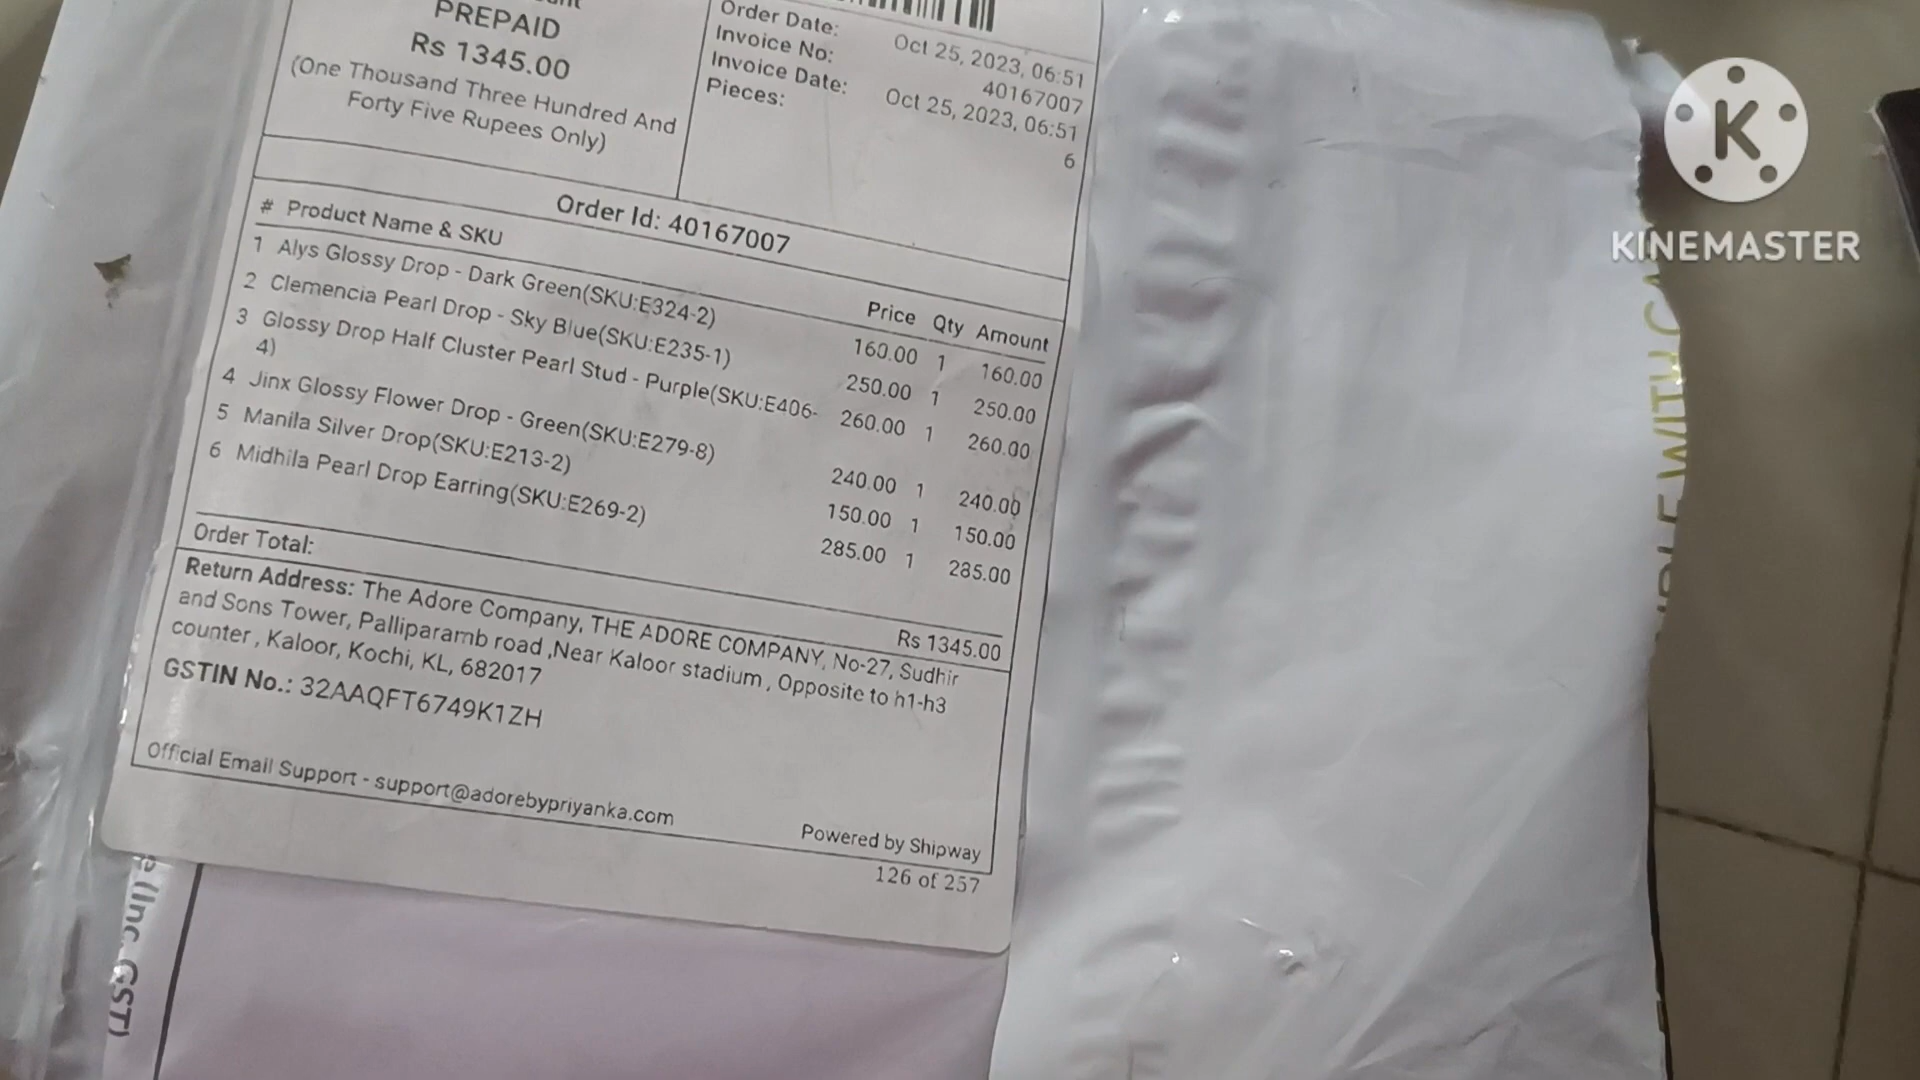 PREPAID
Rs 1345.00
(One Thousand Three Hundred And
Forty Five Rupees Only)
Order Date: Oct 25, 2023, 06:51
Invoice No: 40167007
Invoice Date: Oct 25, 2023, 06:51
Pieces: 6
Order Id: 40167007
# Product Name & SKU Price Qty Amount
1 Alys Glossy Drop - Dark Green(SKU:E324-2) 160.00 1 160.00
2 Clemencia Pearl Drop - Sky Blue(SKU:E235-1) 250.00 1 250.00
3 Glossy Drop Half Cluster Pearl Stud - Purple(SKU:E406- 260.00 1 260.00
4)
4 Jinx Glossy Flower Drop - Green(SKU:E279-8) 240.00 1 240.00
5 Manila Silver Drop(SKU:E213-2) 150.00 1 150.00
6 Midhila Pearl Drop Earring(SKU:E269-2) 285.00 1 285.00
Order Total: Rs 1345.00
Return Address: The Adore Company, THE ADORE COMPANY, No-27, Sudhir
and Sons Tower, Palliparamb road ,Near Kaloor stadium , Opposite to h1-h3
counter , Kaloor, Kochi, KL, 682017
GSTIN No.: 32AAQFT6749K1ZH
Official Email Support - support@adorebypriyanka.com
Powered by Shipway
126 of 257
(Inc. GST)
WITH
K
KINEMASTER